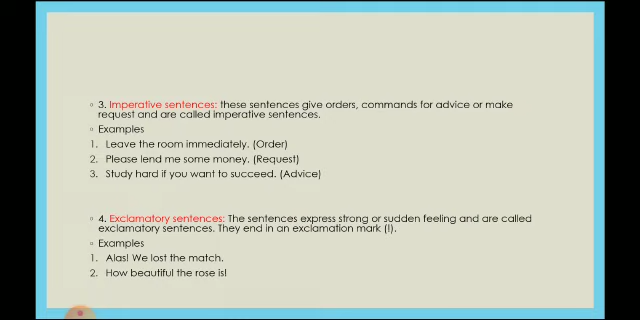 3. Imperative sentences: these sentences give orders, commands for advice or make
request and are called imperative sentences.
Examples
1. Leave the room immediately. (Order)
2. Please lend me some money. (Request)
3. Study hard if you want to succeed. (Advice)
4. Exclamatory sentences: The sentences express strong or sudden feeling and are called
exclamatory sentences. They end in an exclamation mark (!).
Examples
1. Alas! We lost the match.
2. How beautiful the rose is!